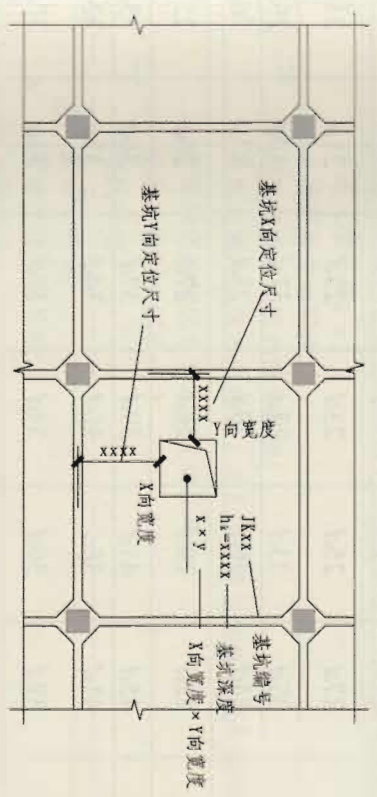 基坑X向定位尺寸
基坑Y向定位尺寸
xxxx
Y向宽度
xxxx
X向宽度
JKxx 基坑编号
hk=xxxx 基坑深度
x×y X向宽度×Y向宽度